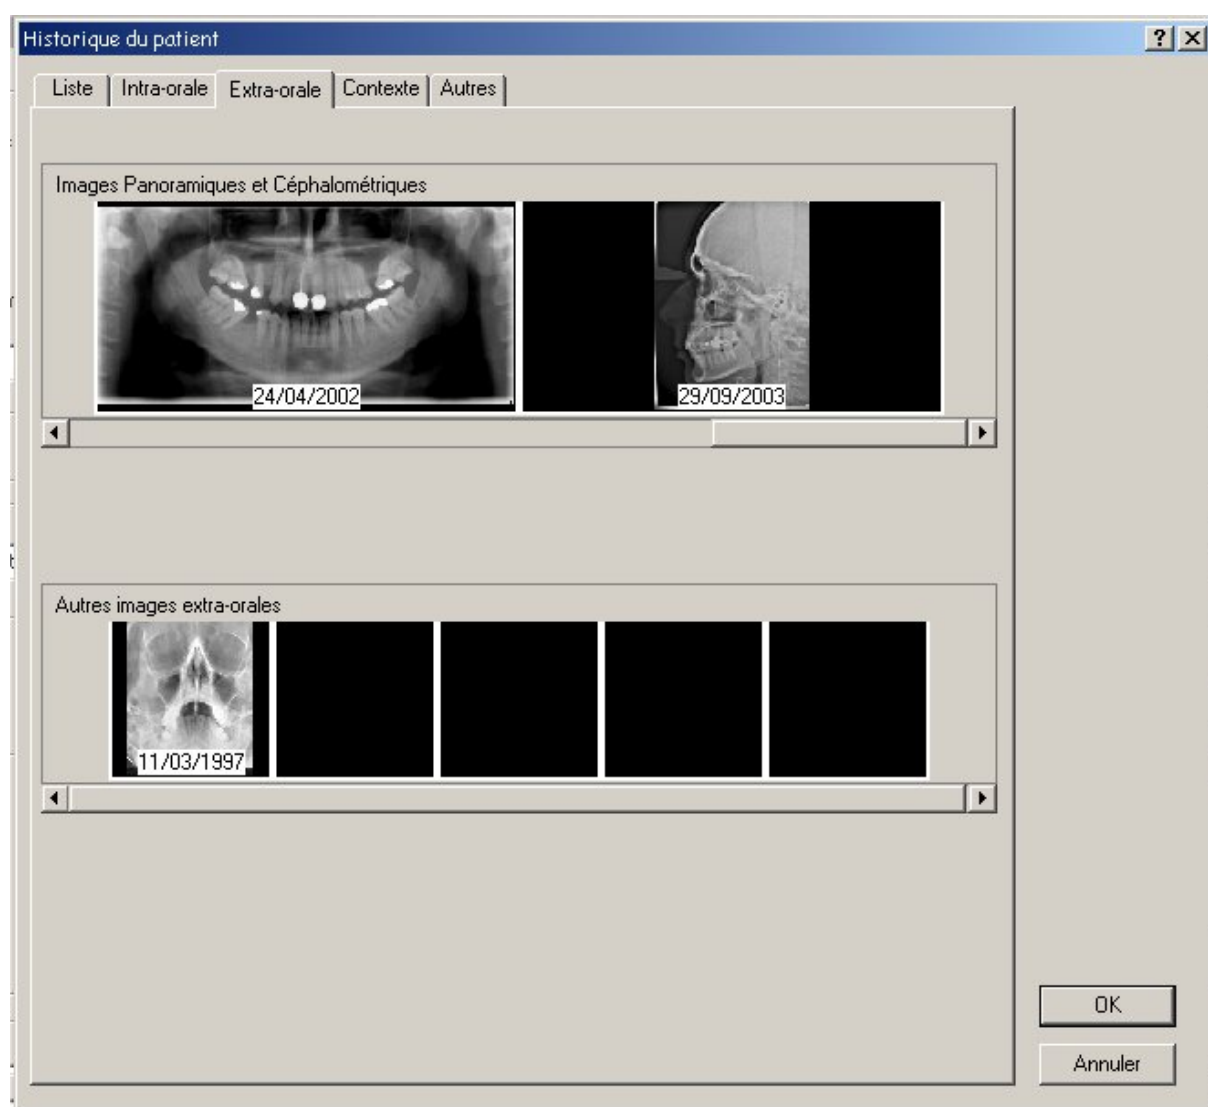 Historique du patient
Liste Intra-orale Extra-orale Contexte Autres
Images Panoramiques et Céphalométriques
24/04/2002 29/09/2003
Autres images extra-orales
11/03/1997
OK
Annuler